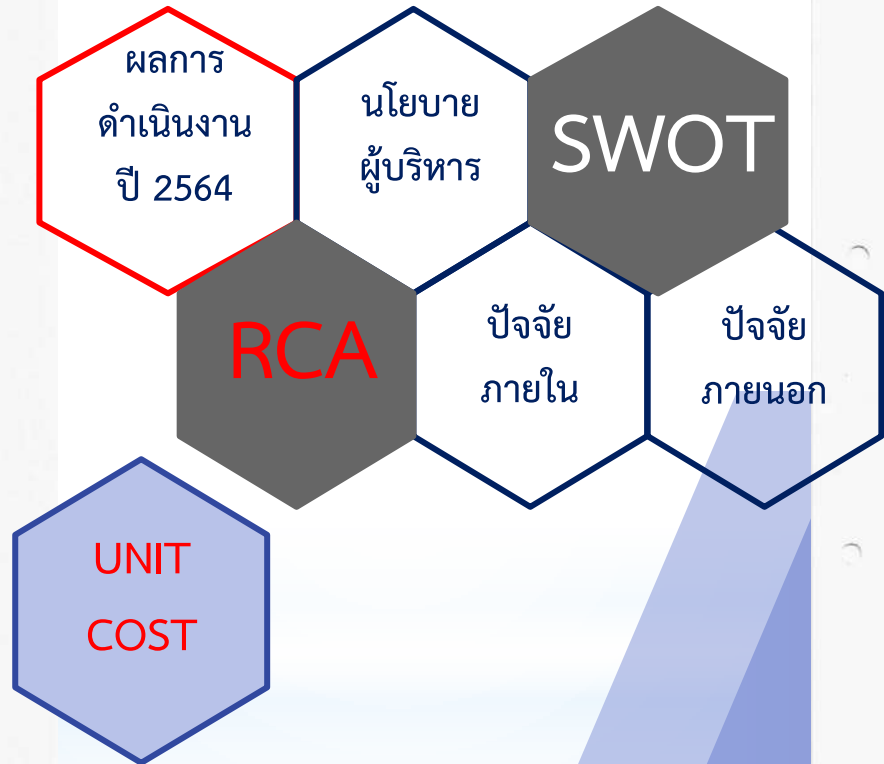 ผลการ
ดำเนินงาน
ปี 2564
นโยบาย
ผู้บริหาร
SWOT
RCA
ปัจจัย
ภายใน
ปัจจัย
ภายนอก
UNIT
COST